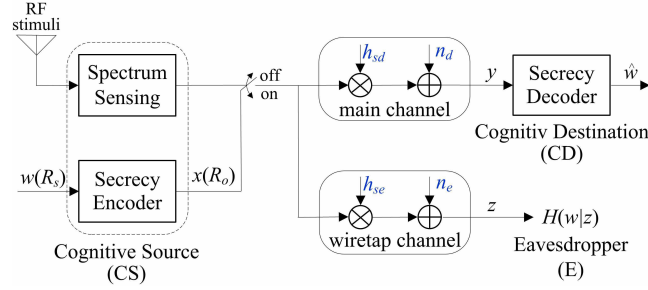 RF
stimuli
Spectrum
Sensing
off
on
h_sd
n_d
main channel
y
Secrecy
Decoder
ŵ
Cognitiv Destination
(CD)
w(R_s)
Secrecy
Encoder
x(R_o)
Cognitive Source
(CS)
h_se
n_e
wiretap channel
z
H(w|z)
Eavesdropper
(E)